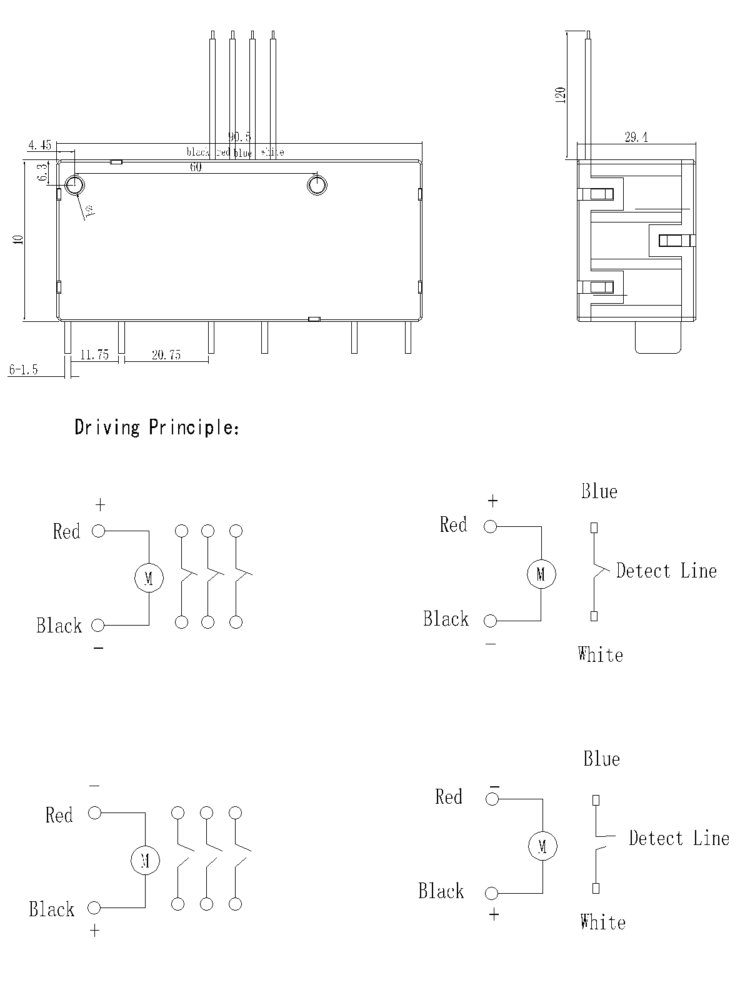 120
90.5
29.4
4.45
black red blue white
60
6.3
40
11.75
20.75
6-1.5
Driving Principle:
+
Red
M
Black
-
+
Red
M
Black
-
Blue
Detect Line
White
-
Red
M
Black
+
-
Red
M
Black
+
Blue
Detect Line
White